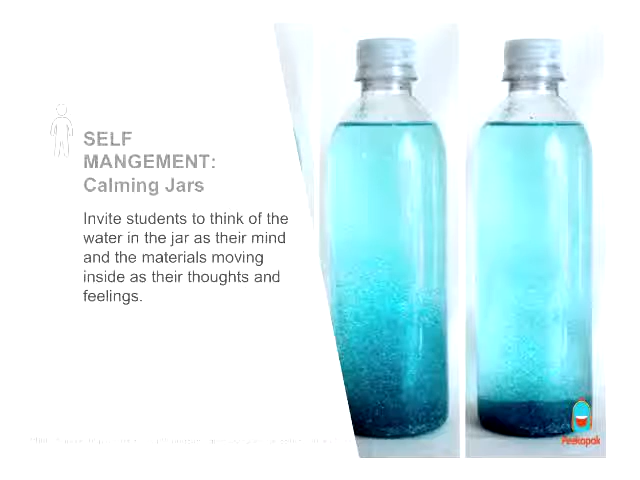 SELF
MANGEMENT:
Calming Jars
Invite students to think of the
water in the jar as their mind
and the materials moving
inside as their thoughts and
feelings.
Peekapak